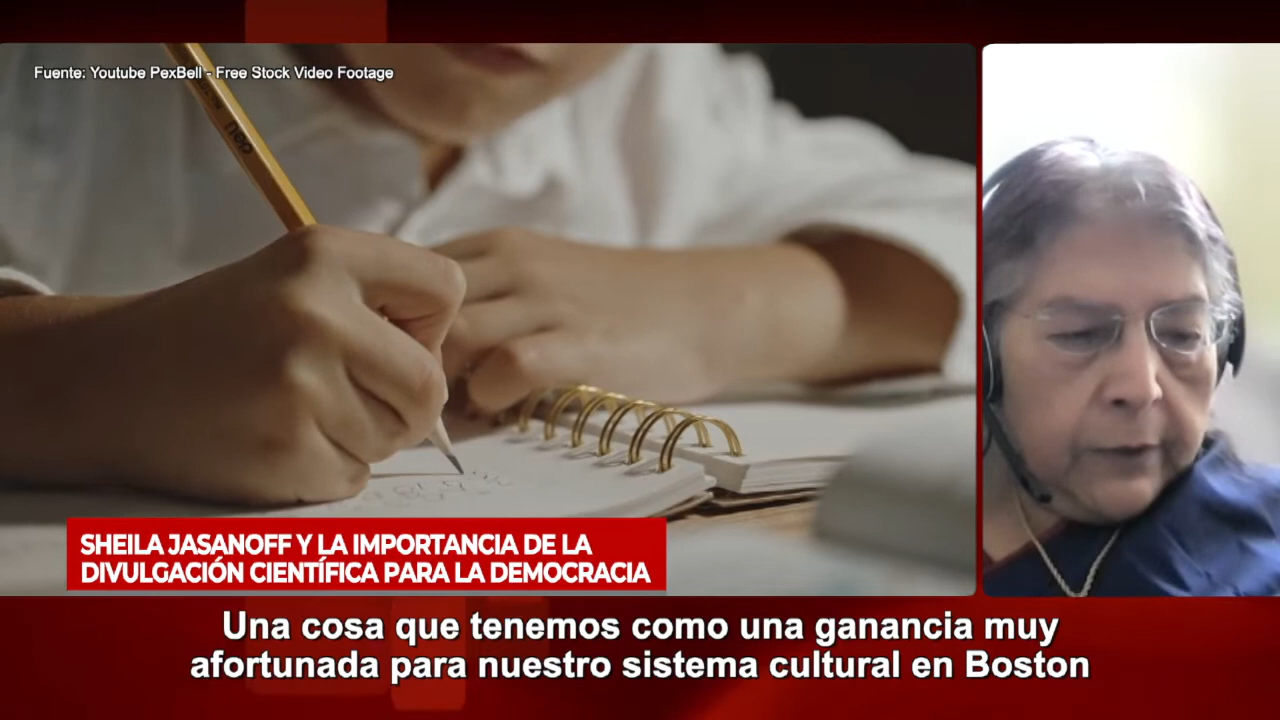 Fuente: Youtube PexBell - Free Stock Video Footage
SHEILA JASANOFF Y LA IMPORTANCIA DE LA
DIVULGACIÓN CIENTÍFICA PARA LA DEMOCRACIA
Una cosa que tenemos como una ganancia muy
afortunada para nuestro sistema cultural en Boston